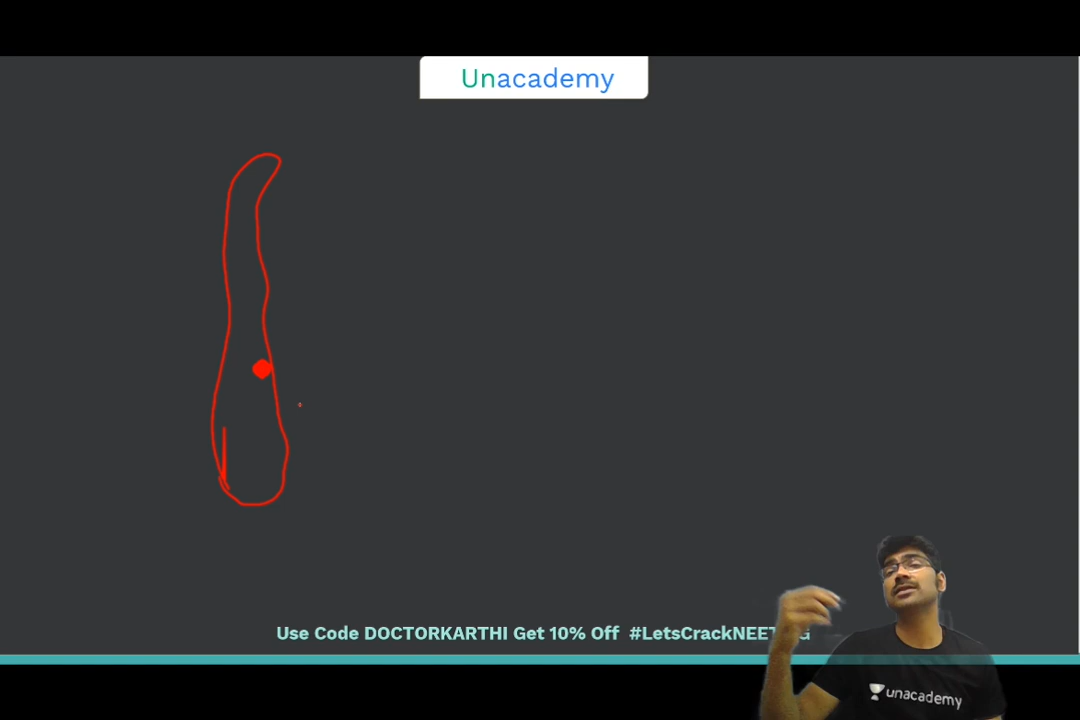 Unacademy
Use Code DOCTORKARTHI Get 10% Off #LetsCrackNEET G
unacademy